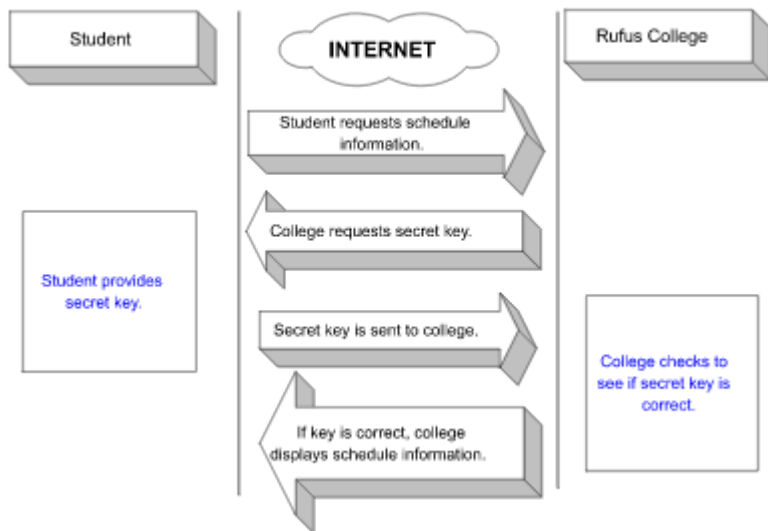 Student
INTERNET
Rufus College
Student requests schedule
information.
College requests secret key.
Student provides
secret key.
Secret key is sent to college.
College checks to
see if secret key is
correct.
If key is correct, college
displays schedule information.